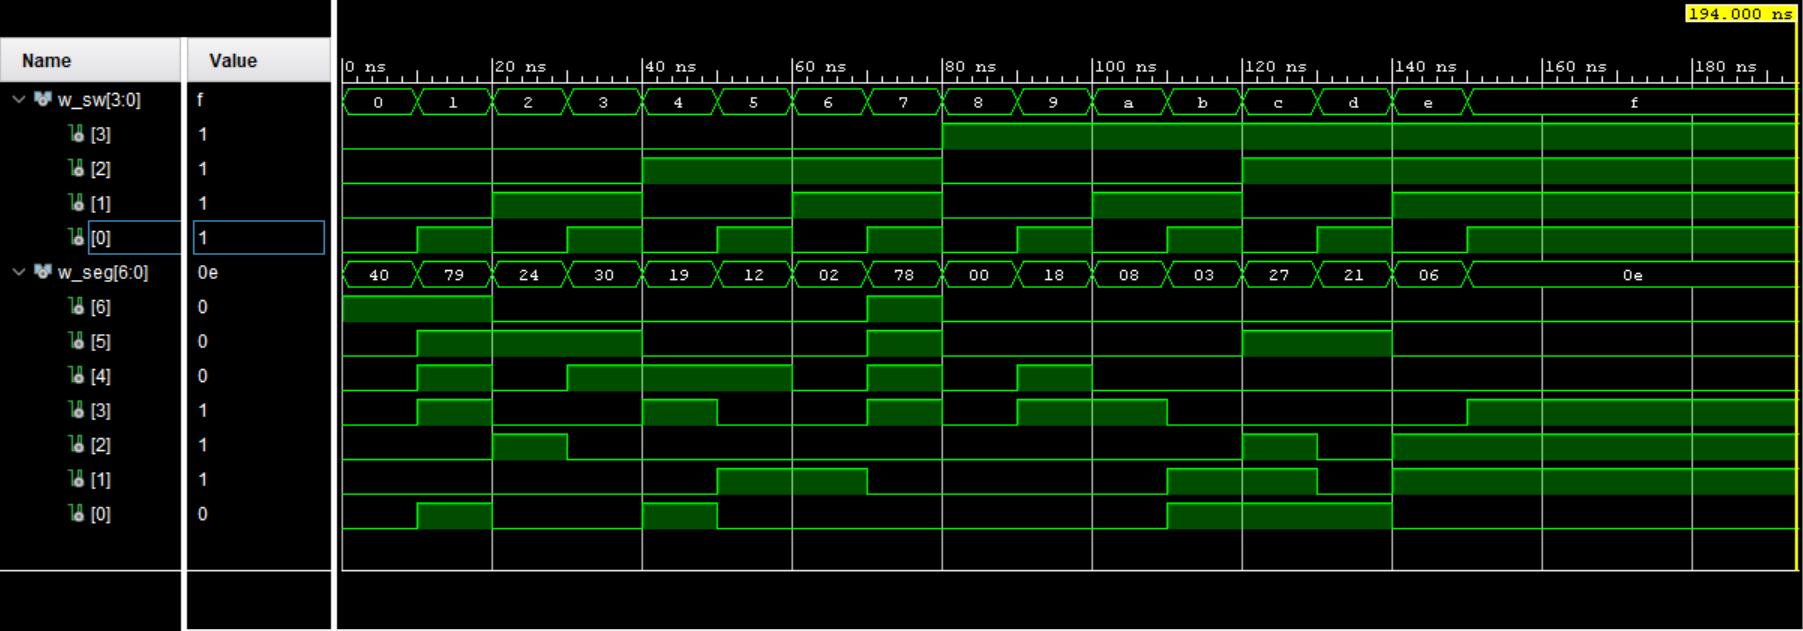 194.000 ns
Name Value
0 ns 20 ns 40 ns 60 ns 80 ns 100 ns 120 ns 140 ns 160 ns 180 ns
w_sw[3:0] f 0 1 2 3 4 5 6 7 8 9 a b c d e f
[3] 1
[2] 1
[1] 1
[0] 1
w_seg[6:0] 0e 40 79 24 30 19 12 02 78 00 18 08 03 27 21 06 0e
[6] 0
[5] 0
[4] 0
[3] 1
[2] 1
[1] 1
[0] 0